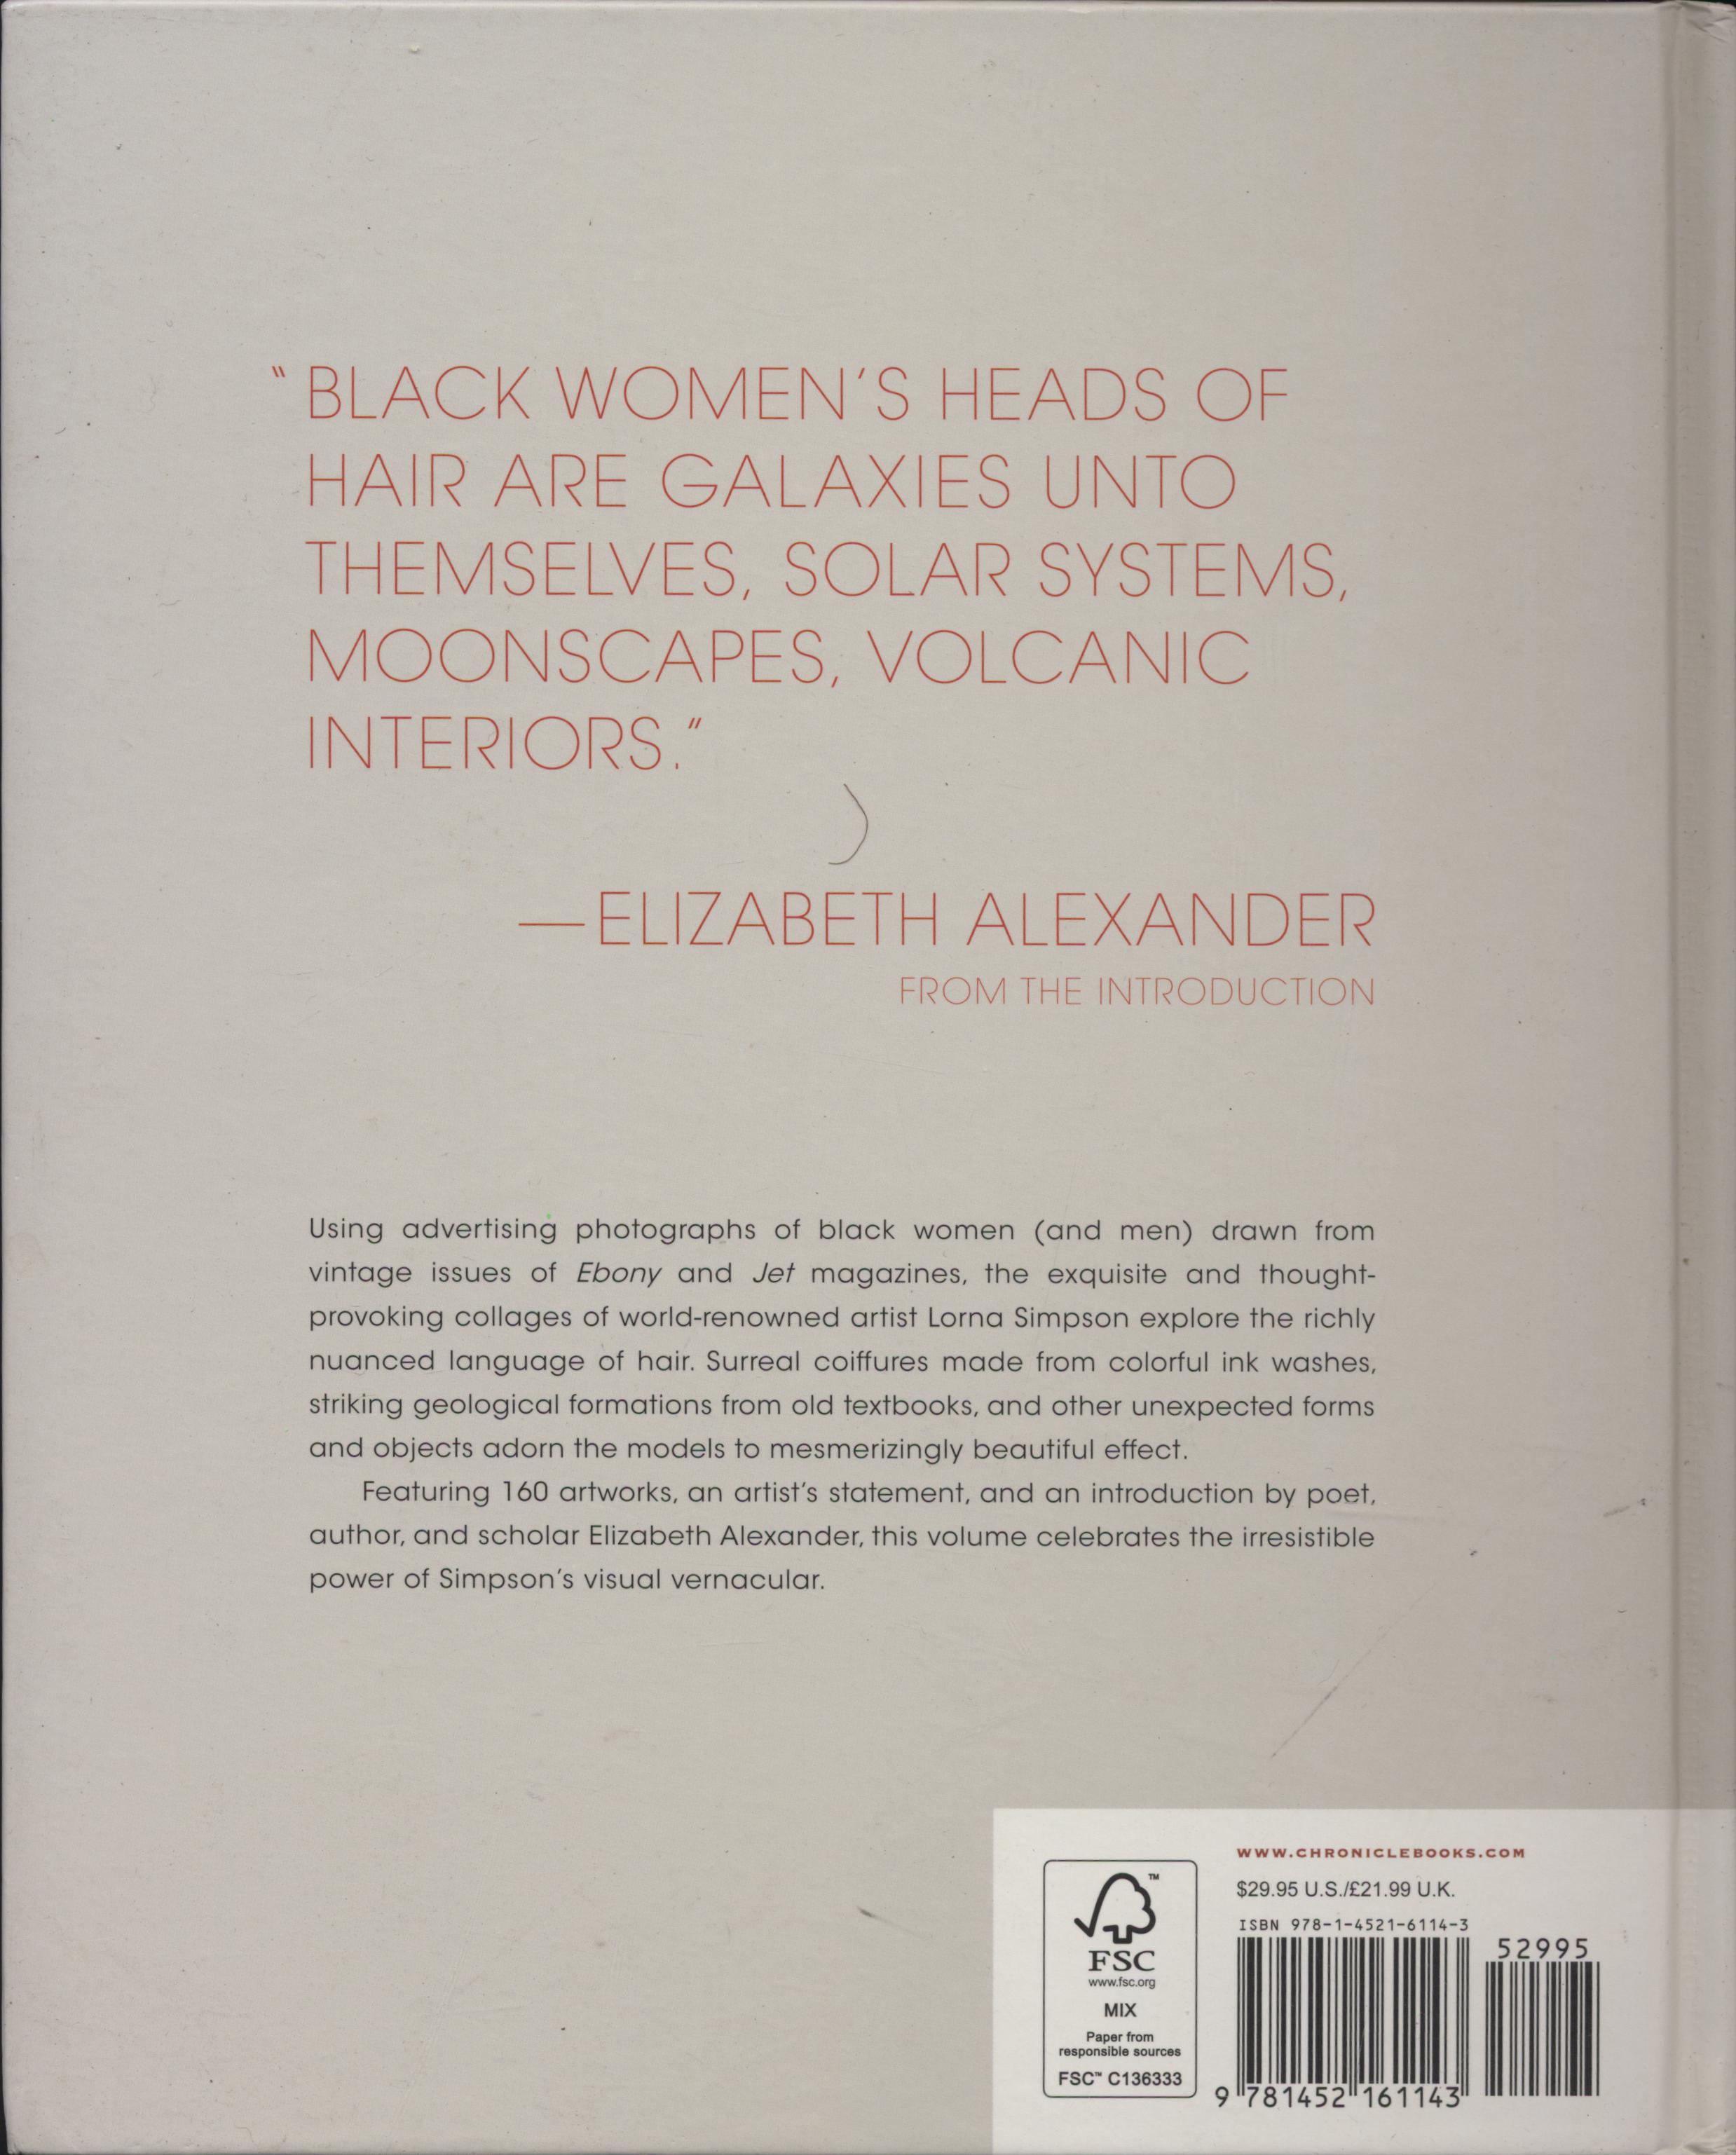 “BLACK WOMEN’S HEADS OF
HAIR ARE GALAXIES UNTO
THEMSELVES, SOLAR SYSTEMS,
MOONSCAPES, VOLCANIC
INTERIORS.”
—ELIZABETH ALEXANDER
FROM THE INTRODUCTION
Using advertising photographs of black women (and men) drawn from
vintage issues of Ebony and Jet magazines, the exquisite and thought-
provoking collages of world-renowned artist Lorna Simpson explore the richly
nuanced language of hair. Surreal coiffures made from colorful ink washes,
striking geological formations from old textbooks, and other unexpected forms
and objects adorn the models to mesmerizingly beautiful effect.
Featuring 160 artworks, an artist’s statement, and an introduction by poet,
author, and scholar Elizabeth Alexander, this volume celebrates the irresistible
power of Simpson’s visual vernacular.
™
FSC
www.fsc.org
MIX
Paper from
responsible sources
FSC™ C136333
WWW.CHRONICLEBOOKS.COM
$29.95 U.S./£21.99 U.K.
ISBN 978-1-4521-6114-3
52995
9 781452 161143